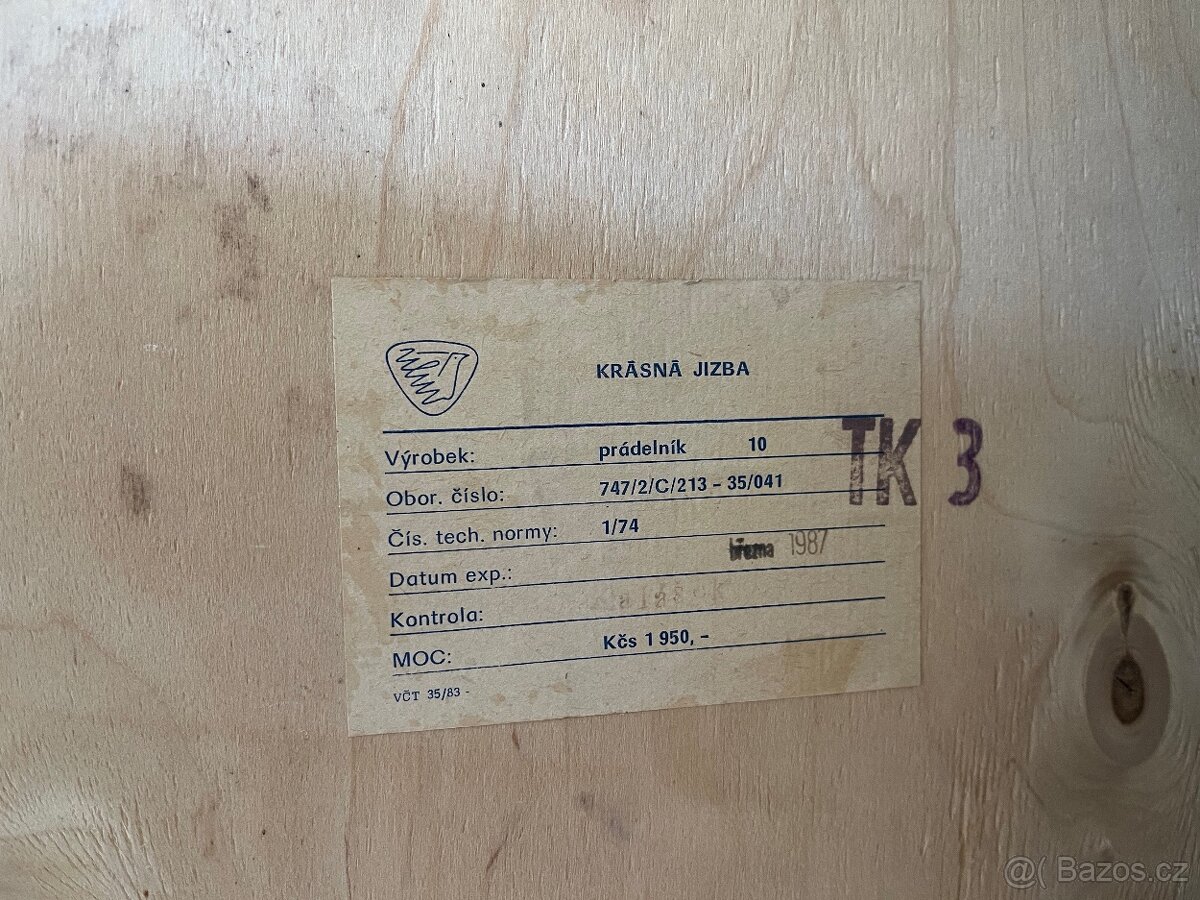 KRÁSNÁ JIZBA
Výrobek: prádelník 10
TK 3
Obor. číslo: 747/2/C/213 - 35/041
Čís. tech. normy: 1/74
Datum exp.: března 1987
Kontrola:
MOC: Kčs 1 950, -
VČT 35/83 -
@( Bazos.cz